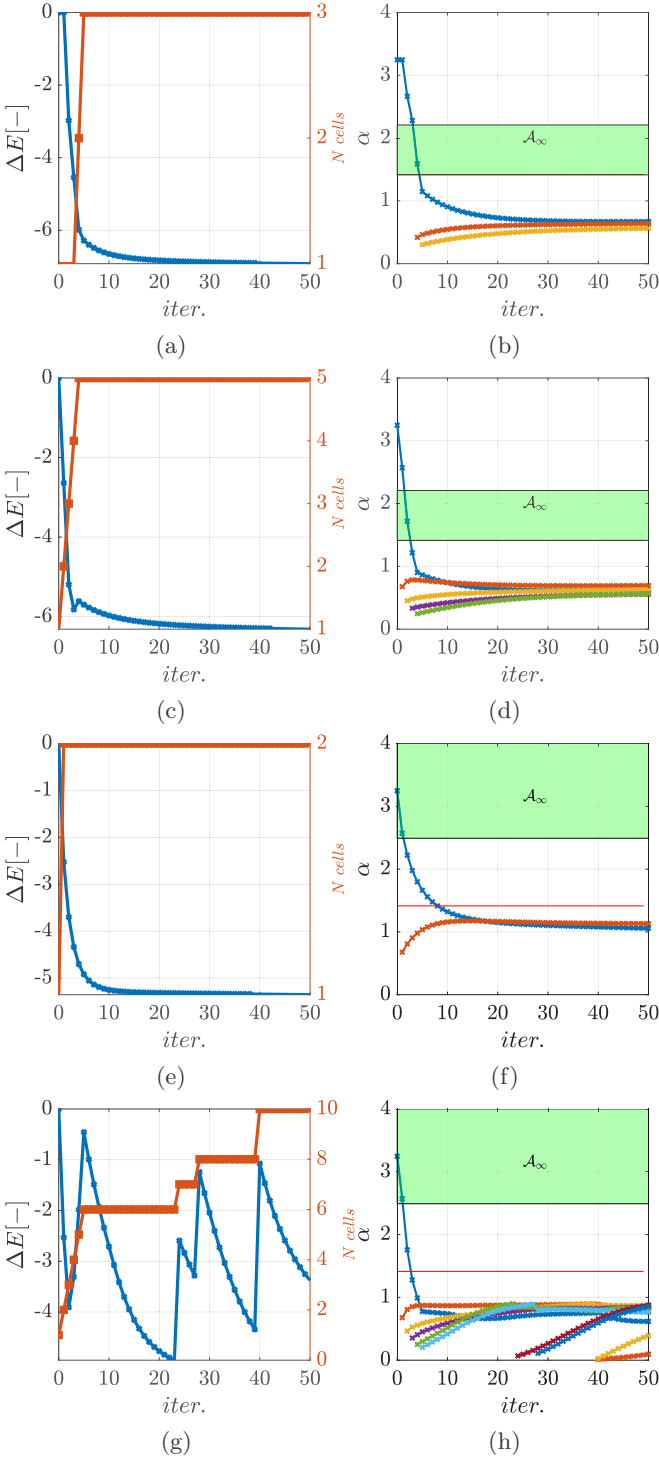 0 -2 -4 -6
ΔE[−]
3 2 1
N cells
0 10 20 30 40 50
iter.
(a)
4 3 2 1 0
α
𝒜∞
0 10 20 30 40 50
iter.
(b)
0 -2 -4 -6
ΔE[−]
5 4 3 2 1
N cells
0 10 20 30 40 50
iter.
(c)
4 3 2 1 0
α
𝒜∞
0 10 20 30 40 50
iter.
(d)
0 -1 -2 -3 -4 -5
ΔE[−]
2 1
N cells
0 10 20 30 40 50
iter.
(e)
4 3 2 1 0
α
𝒜∞
0 10 20 30 40 50
iter.
(f)
0 -1 -2 -3 -4
ΔE[−]
10 8 6 4 2 0
N cells
0 10 20 30 40 50
iter.
(g)
4 3 2 1 0
α
𝒜∞
0 10 20 30 40 50
iter.
(h)